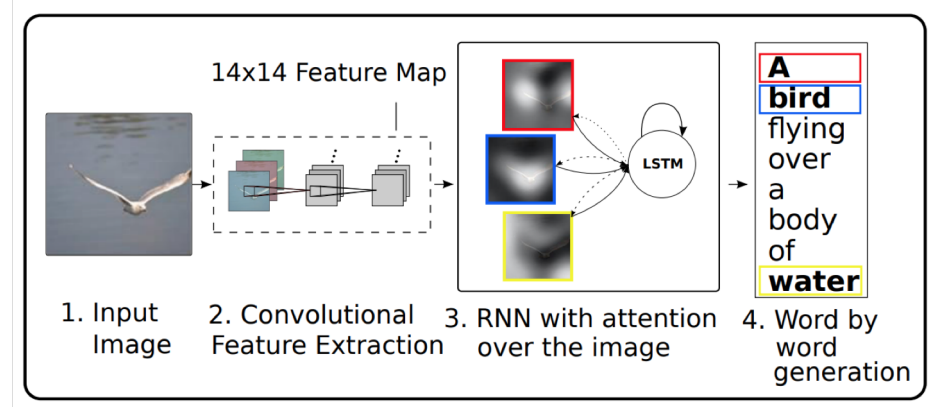 14x14 Feature Map
LSTM
A
bird
flying
over
a
body
of
water
1. Input
Image
2. Convolutional
Feature Extraction
3. RNN with attention
over the image
4. Word by
word
generation